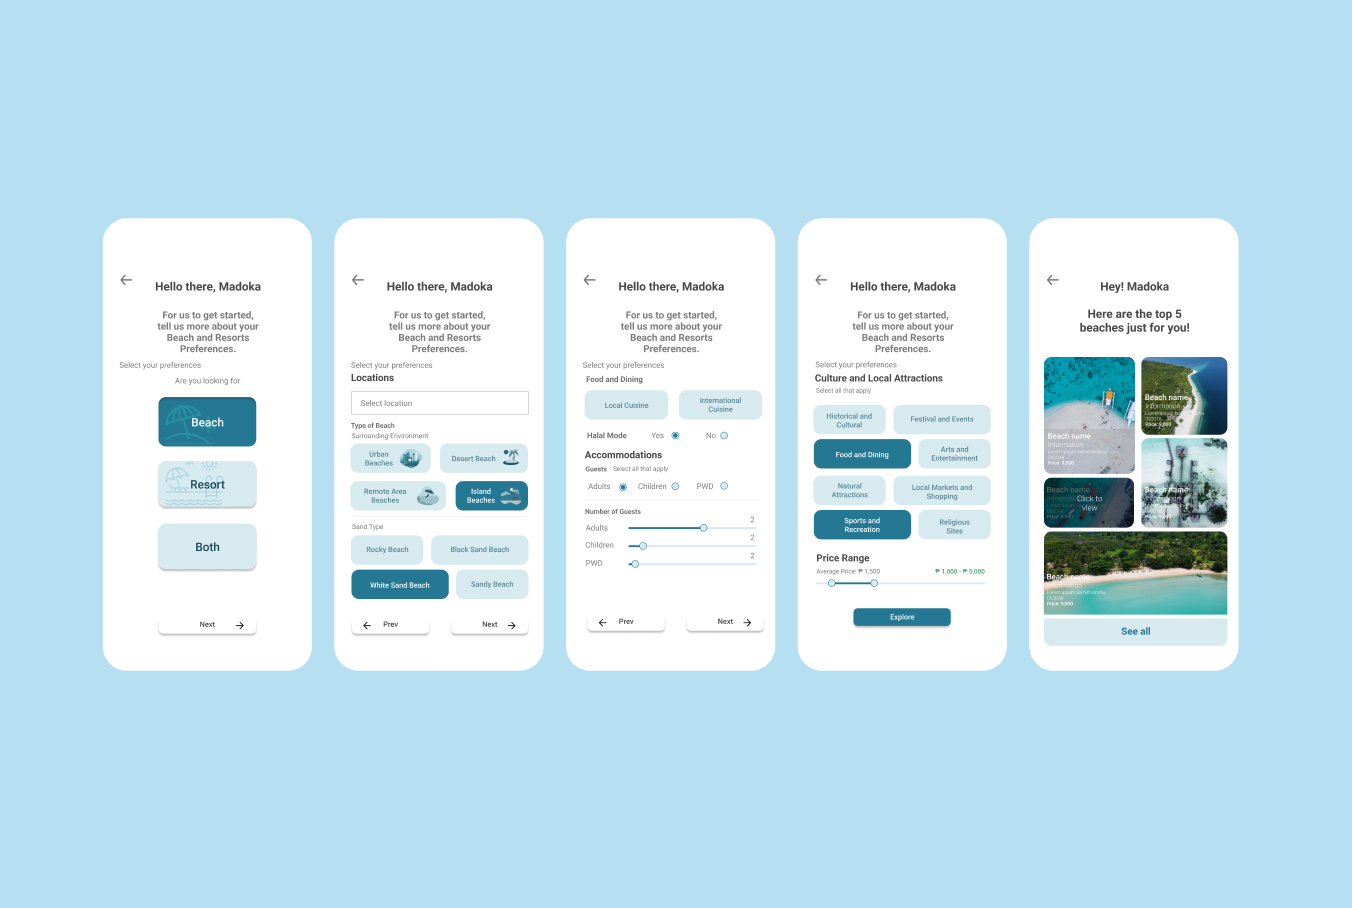 Hello there, Madoka
For us to get started,
tell us more about your
Beach and Resorts
Preferences.
Select your preferences
Are you looking for
Beach
Resort
Both
Next
Hello there, Madoka
For us to get started,
tell us more about your
Beach and Resorts
Preferences.
Select your preferences
Locations
Select location
Type of Beach
Surrounding Environment
Urban
Beaches
Desert Beach
Remote Area
Beaches
Island
Beaches
Sand Type
Rocky Beach
Black Sand Beach
White Sand Beach
Sandy Beach
Prev
Next
Hello there, Madoka
For us to get started,
tell us more about your
Beach and Resorts
Preferences.
Select your preferences
Food and Dining
Local Cuisine
International
Cuisine
Halal Mode Yes No
Accommodations
Guests Select all that apply
Adults Children PWD
Number of Guests
2
Adults
2
Children
2
PWD
Prev
Next
Hello there, Madoka
For us to get started,
tell us more about your
Beach and Resorts
Preferences.
Select your preferences
Culture and Local Attractions
Select all that apply
Historical and
Cultural
Festival and Events
Food and Dining
Arts and
Entertainment
Natural
Attractions
Local Markets and
Shopping
Sports and
Recreation
Religious
Sites
Price Range
Average Price: ₱ 1,500 ₱ 1,000 - ₱ 5,000
Explore
Hey! Madoka
Here are the top 5
beaches just for you!
Beach name
Information
Price: 9,000
Beach name
Information
Price: 9,000
Beach name
Click to
view
Beach name
Price: 9,000
Beach name
Information
Price: 9,000
See all